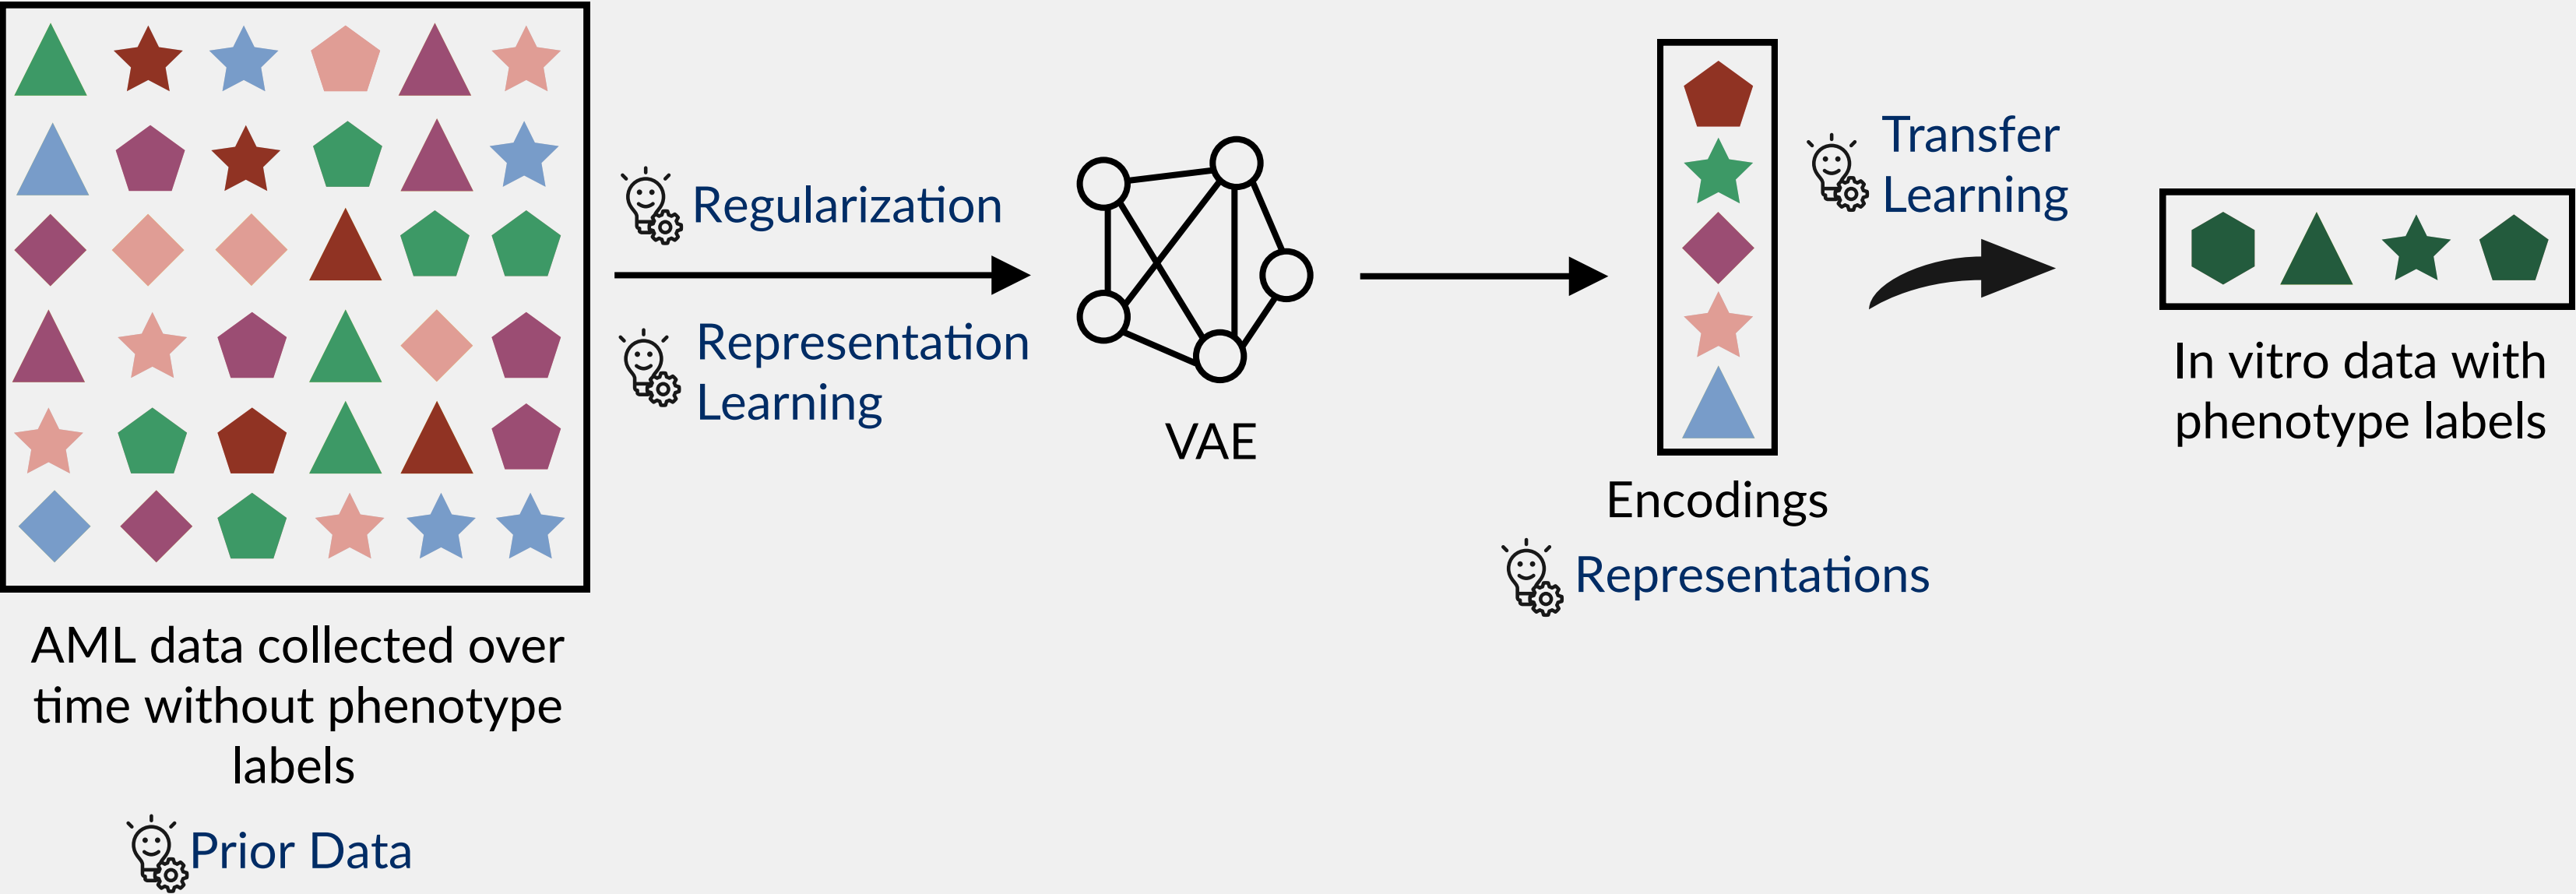 AML data collected over
time without phenotype
labels
Prior Data
Regularization
Representation
Learning
VAE
Encodings
Representations
Transfer
Learning
In vitro data with
phenotype labels